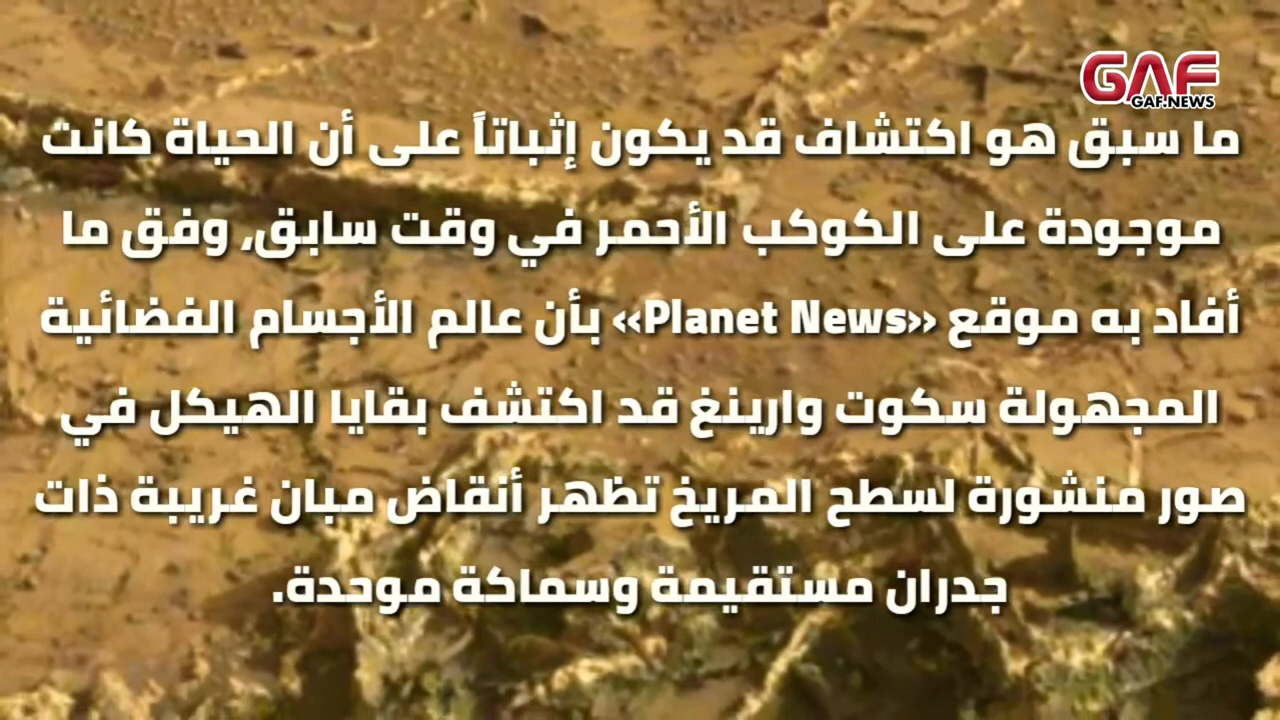 GAF
GAF.NEWS
ما سبق هو اكتشاف قد يكون إثباتاً على أن الحياة كانت
موجودة على الكوكب الأحمر في وقت سابق, وفق ما
أفاد به موقع «Planet News» بأن عالم الأجسام الفضائية
المجهولة سكوت وارينغ قد اكتشف بقايا الهيكل في
صور منشورة لسطح المريخ تظهر أنقاض مبان غريبة ذات
جدران مستقيمة وسماكة موحدة.